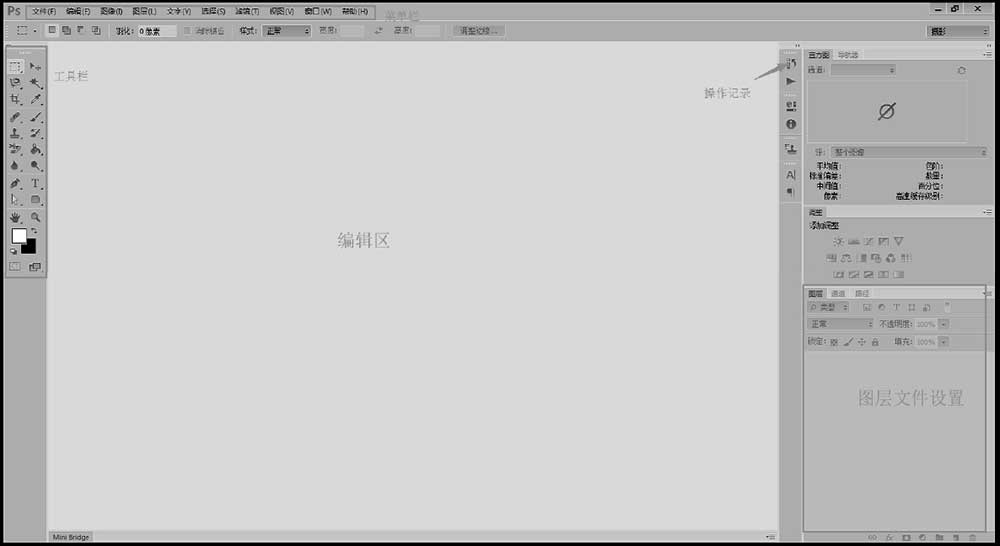 Ps 文件(F) 编辑(E) 图像(I) 图层(L) 文字(Y) 选择(S) 滤镜(T) 视图(V) 窗口(W) 帮助(H) 菜单栏
羽化: 0 像素 消除锯齿 样式: 正常 宽度: 高度: 调整边缘... 摄影
工具栏
操作记录
编辑区
直方图 导航器
通道:
源: 整个图像
平均值: 色阶:
标准偏差: 数量:
中间值: 百分位:
像素: 高速缓存级别:
调整
添加调整
图层 通道 路径
类型
正常 不透明度: 100%
锁定: 填充: 100%
图层文件设置
Mini Bridge